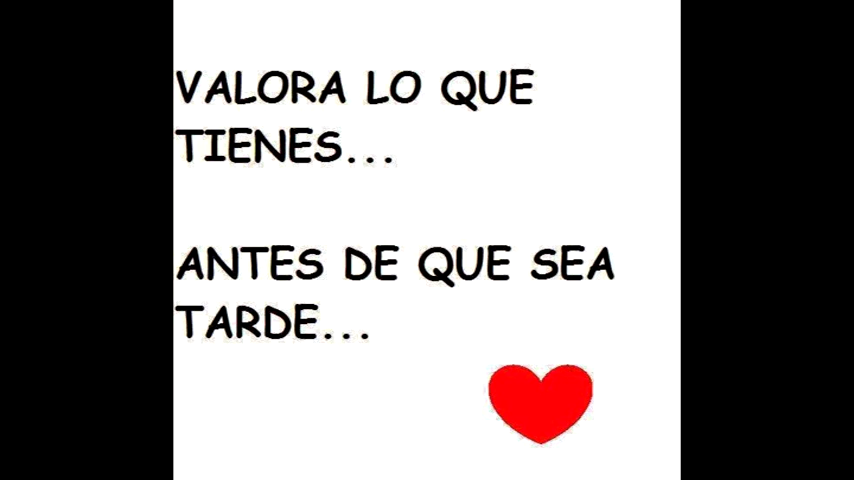 VALORA LO QUE
TIENES...
ANTES DE QUE SEA
TARDE...